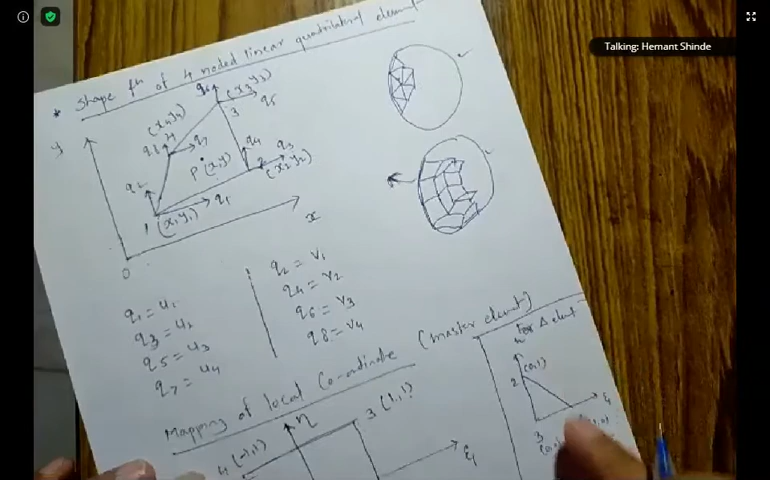 Talking: Hemant Shinde
* Shape fn of 4 noded linear quadrilateral element
y
q6
(x3 y3)
q5
3
(x4 y4)
4
q8
q7
q4
q3
2
(x2 y2)
P (x,y)
q2
q1
1 (x1 y1)
x
0
q1 = u1
q3 = u2
q5 = u3
q7 = u4
q2 = v1
q4 = v2
q6 = v3
q8 = v4
Mapping of local Co-ordinate (master element)
4 (-1,1)
η
3 (1,1)
ξ
For Δ elemt
η
2
(0,1)
ξ
3